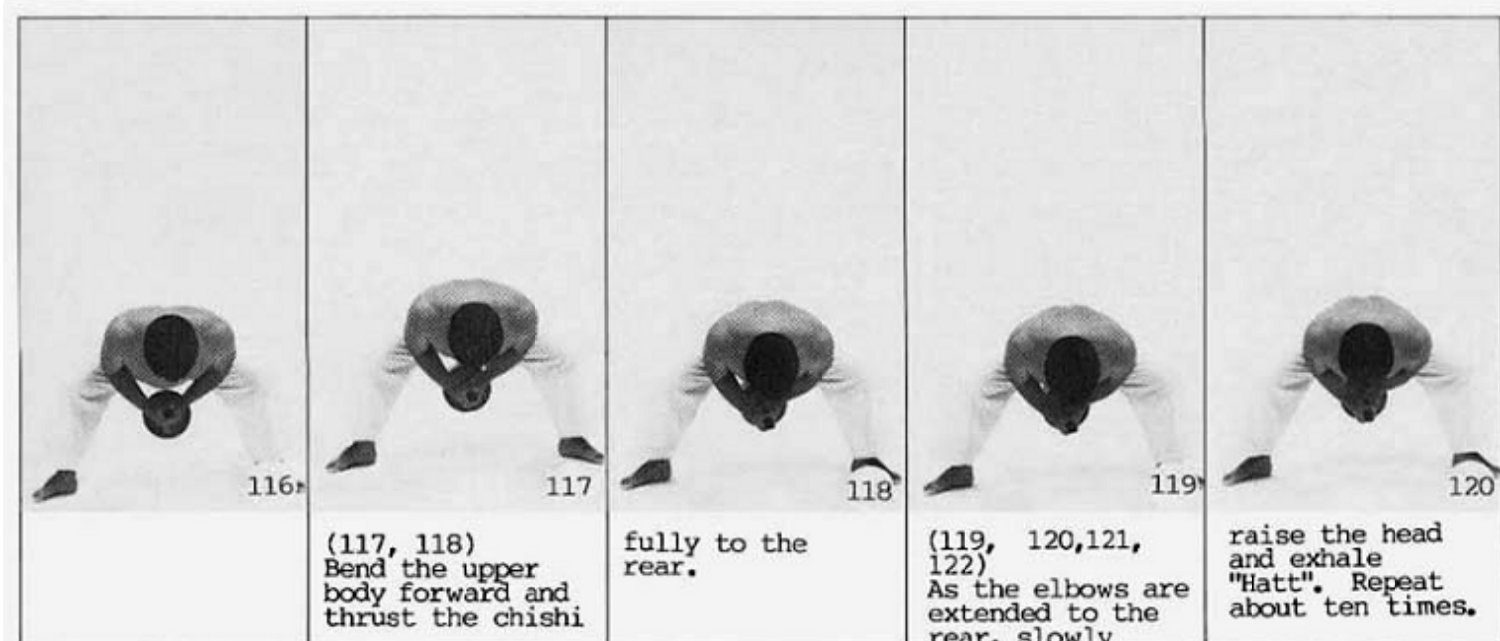 116
117
118
119
120
(117, 118)
Bend the upper
body forward and
thrust the chishi
fully to the
rear.
(119, 120,121,
122)
As the elbows are
extended to the
rear, slowly
raise the head
and exhale
"Hatt". Repeat
about ten times.